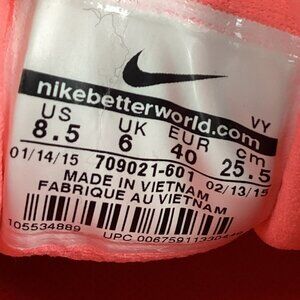 nikebetterworld.com
VY
US UK EUR cm
8.5 6 40 25.5
01/14/15 709021-601 02/13/15
MADE IN VIETNAM
FABRIQUE AU VIETNAM
105534889
UPC